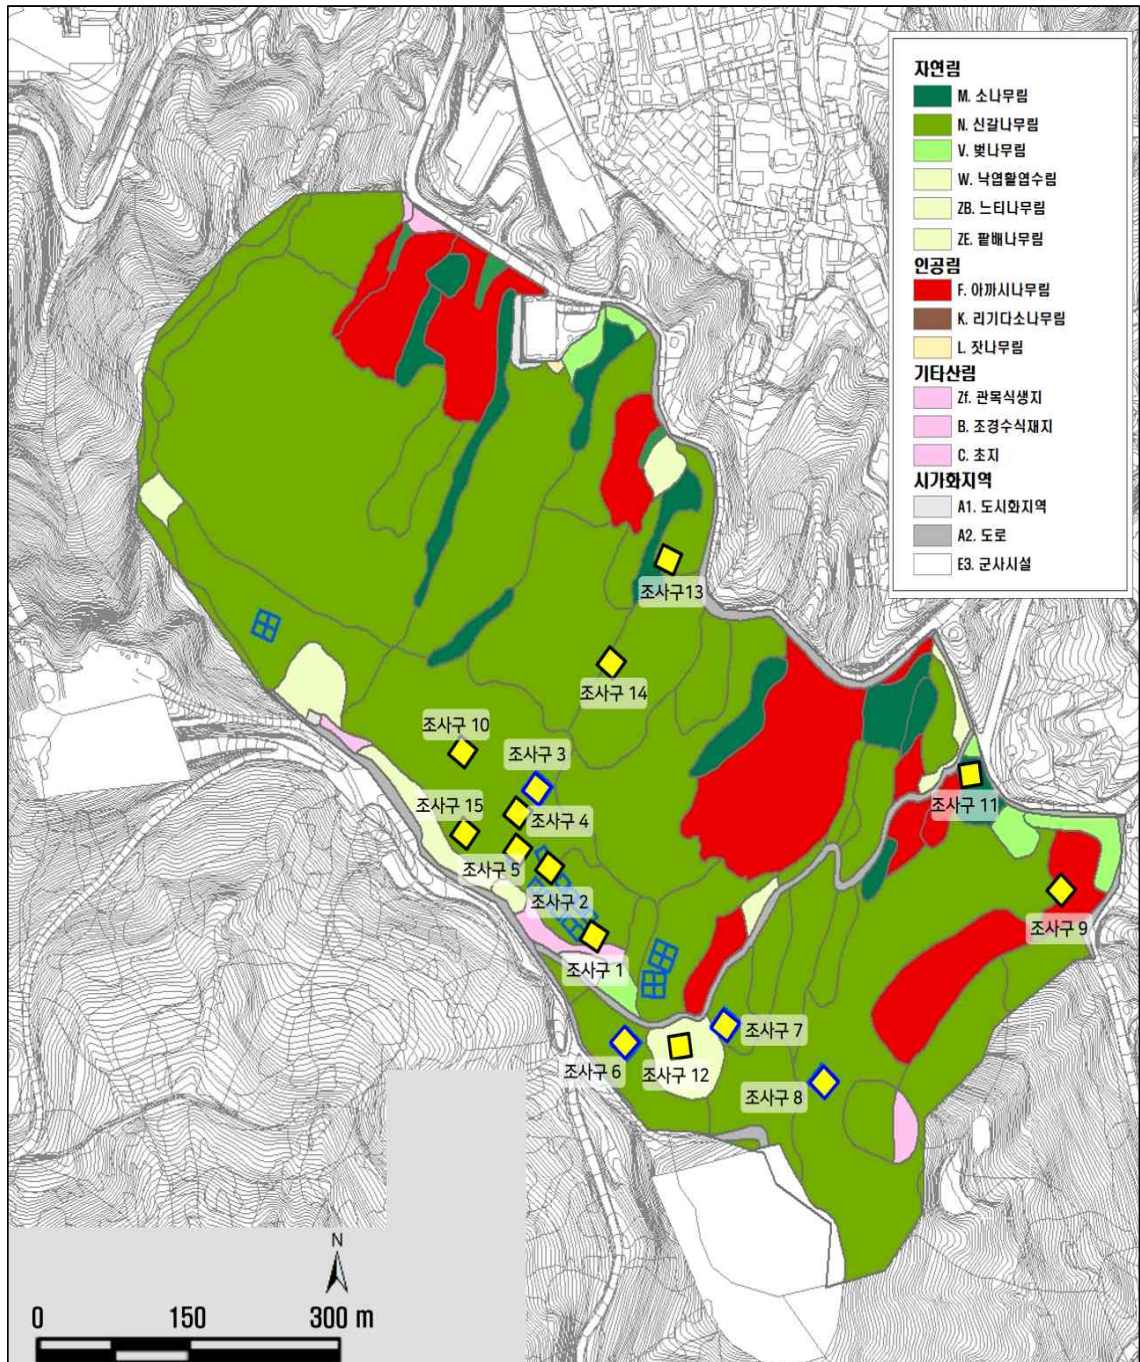 자연림
M. 소나무림
N. 신갈나무림
V. 벚나무림
W. 낙엽활엽수림
ZB. 느티나무림
ZE. 팥배나무림
인공림
F. 아까시나무림
K. 리기다소나무림
L. 잣나무림
기타산림
Zf. 관목식생지
B. 조경수식재지
C. 초지
시가화지역
A1. 도시화지역
A2. 도로
E3. 군사시설
조사구13
조사구 14
조사구 10
조사구 3
조사구 11
조사구 15
조사구 4
조사구 5
조사구 2
조사구 9
조사구 1
조사구 7
조사구 6
조사구 12
조사구 8
N
0 150 300 m